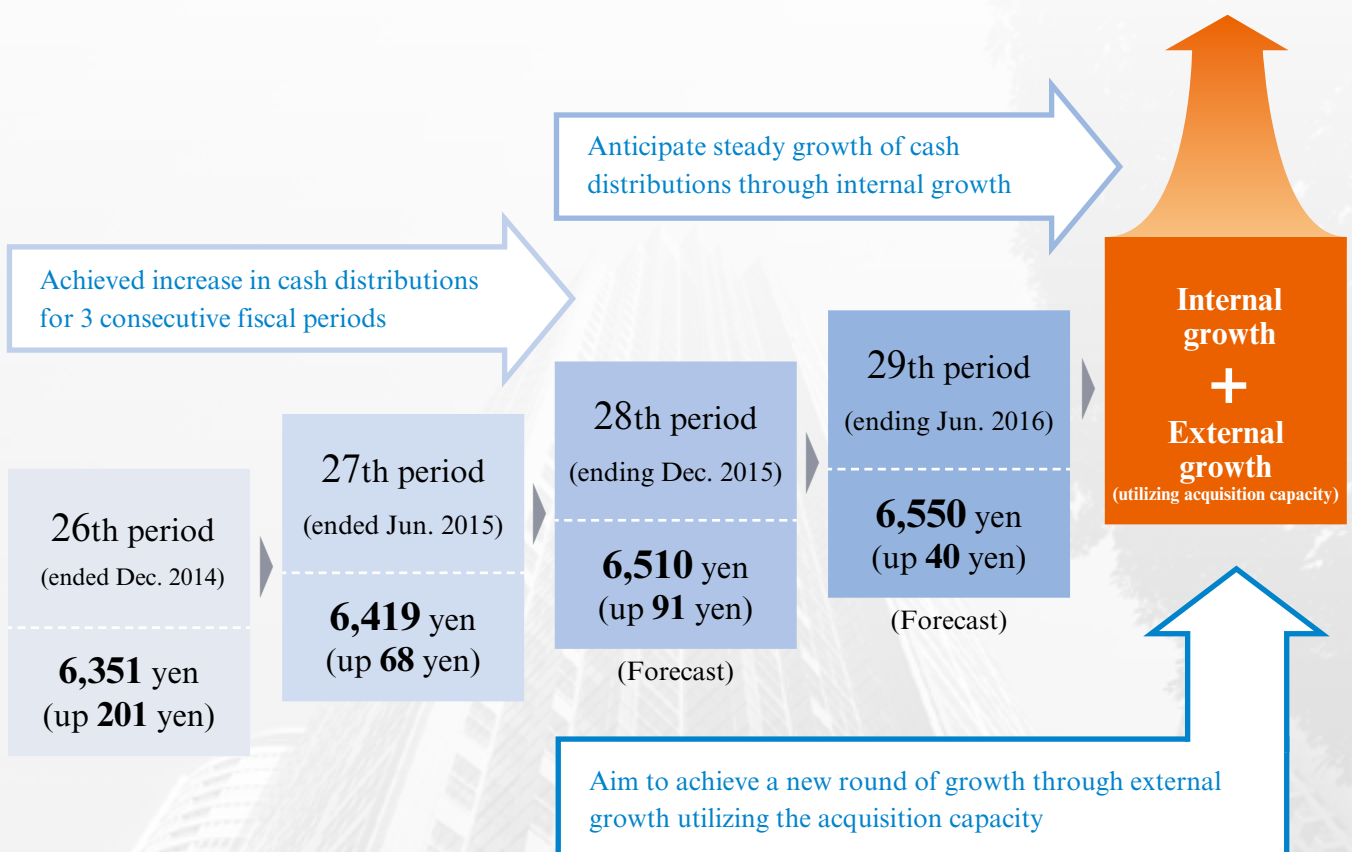 Anticipate steady growth of cash
distributions through internal growth
Achieved increase in cash distributions
for 3 consecutive fiscal periods
26th period
(ended Dec. 2014)
6,351 yen
(up 201 yen)
27th period
(ended Jun. 2015)
6,419 yen
(up 68 yen)
28th period
(ending Dec. 2015)
6,510 yen
(up 91 yen)
(Forecast)
29th period
(ending Jun. 2016)
6,550 yen
(up 40 yen)
(Forecast)
Internal
growth
+
External
growth
(utilizing acquisition capacity)
Aim to achieve a new round of growth through external
growth utilizing the acquisition capacity